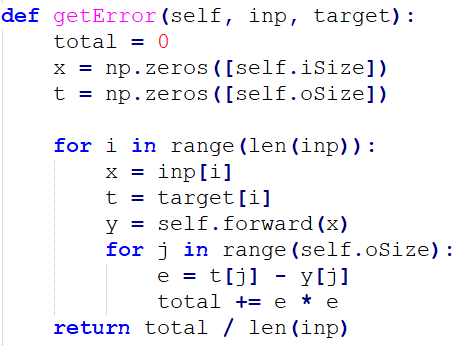 def getError(self, inp, target):
    total = 0
    x = np.zeros([self.iSize])
    t = np.zeros([self.oSize])

    for i in range(len(inp)):
        x = inp[i]
        t = target[i]
        y = self.forward(x)
        for j in range(self.oSize):
            e = t[j] - y[j]
            total += e * e
    return total / len(inp)